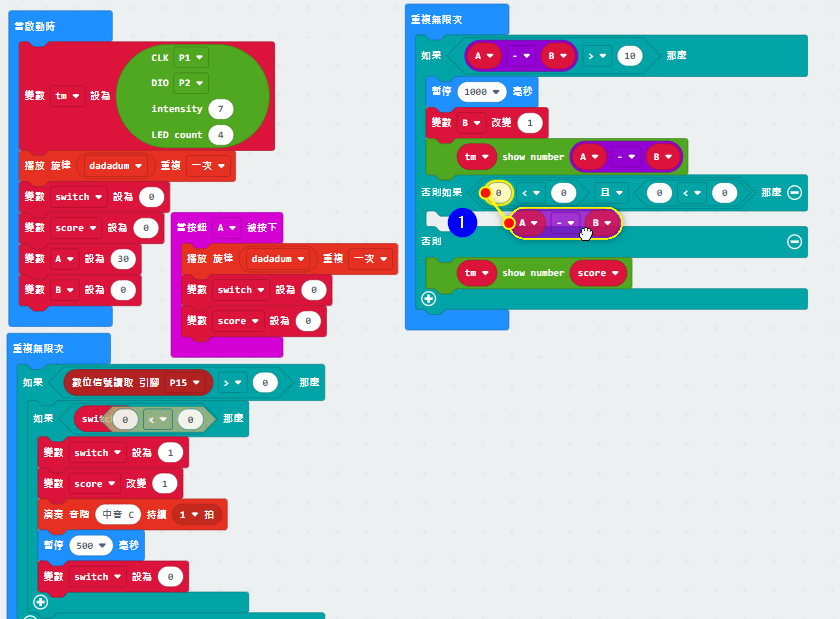 當啟動時
變數 tm 設為
CLK P1
DIO P2
intensity 7
LED count 4
播放 旋律 dadadum 重複 一次
變數 switch 設為 0
變數 score 設為 0
變數 A 設為 30
變數 B 設為 0
當按鈕 A 被按下
播放 旋律 dadadum 重複 一次
變數 switch 設為 0
變數 score 設為 0
重複無限次
如果 數位信號讀取 引腳 P15 > 0 那麼
如果 0 < 0 那麼
變數 switch 設為 1
變數 score 改變 1
演奏 音階 中音 C 持續 1 拍
暫停 500 毫秒
變數 switch 設為 0
重複無限次
如果 A - B > 10 那麼
暫停 1000 毫秒
變數 B 改變 1
tm show number A - B
否則如果 0 < 0 且 0 < 0 那麼
1 A - B
否則
tm show number score